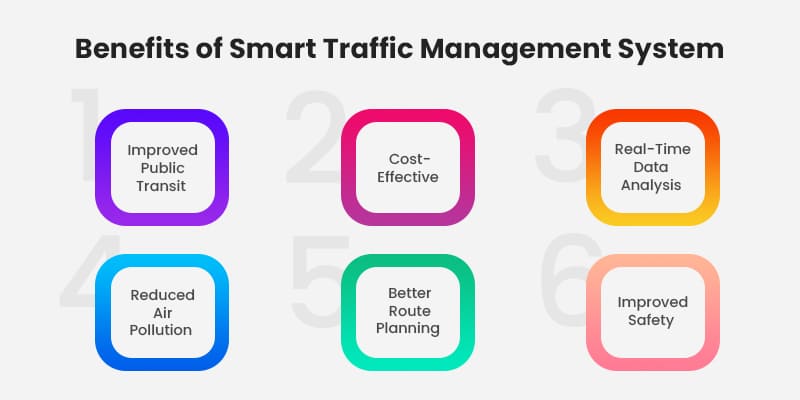 Benefits of Smart Traffic Management System
1
Improved
Public
Transit
2
Cost-
Effective
3
Real-Time
Data
Analysis
4
Reduced
Air
Pollution
5
Better
Route
Planning
6
Improved
Safety